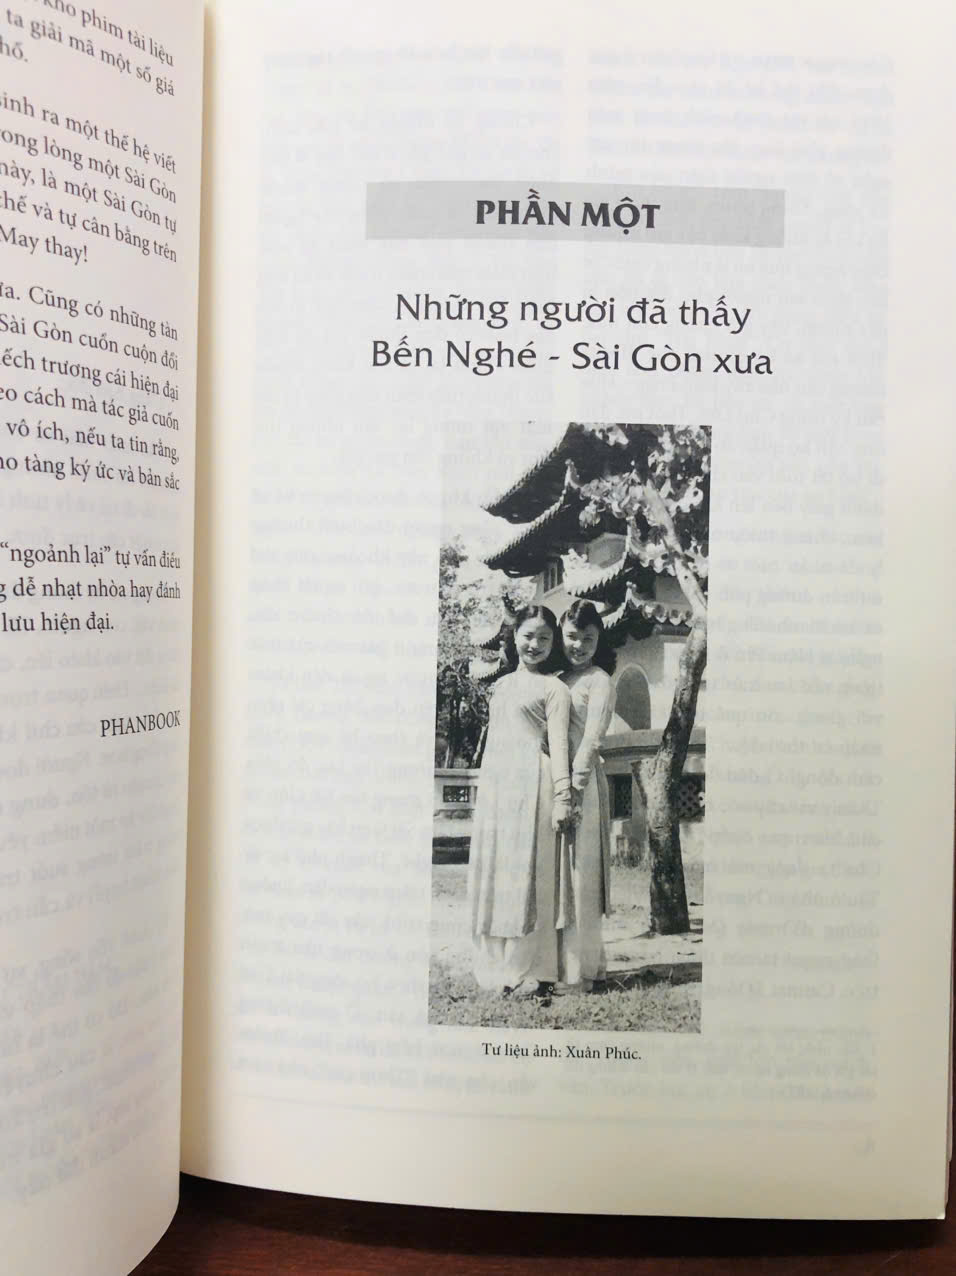 kho phim tài liệu
ta giải mã một số giá
hố.
sinh ra một thế hệ viết
rong lòng một Sài Gòn
này, là một Sài Gòn tự
chế và tự cân bằng trên
May thay!
ưa. Cũng có những tàn
Sài Gòn cuồn cuộn đổi
ếch trương cái hiện đại
eo cách mà tác giả cuốn
vô ích, nếu ta tin rằng,
ho tàng ký ức và bản sắc
“ngoảnh lại” tự vấn điều
g dễ nhạt nhòa hay đánh
lưu hiện đại.
PHANBOOK
PHẦN MỘT
Những người đã thấy
Bến Nghé - Sài Gòn xưa
Tư liệu ảnh: Xuân Phúc.